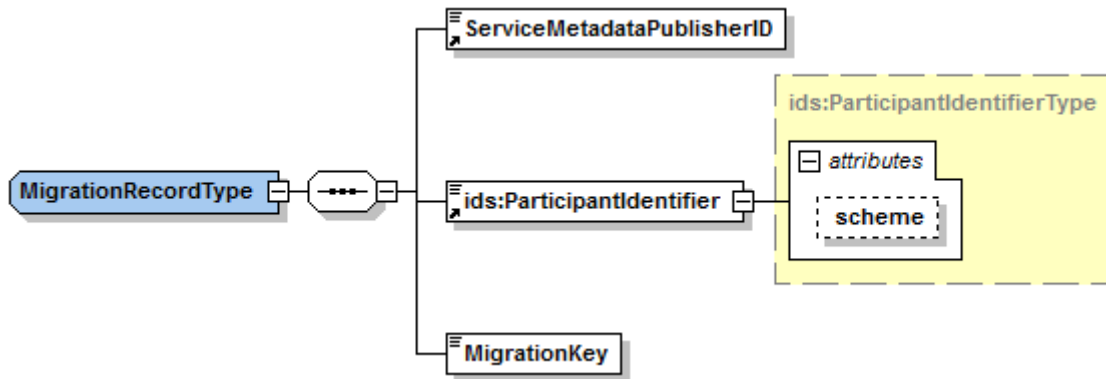 ServiceMetadataPublisherID
ids:ParticipantIdentifierType
attributes
MigrationRecordType
ids:ParticipantIdentifier
scheme
MigrationKey